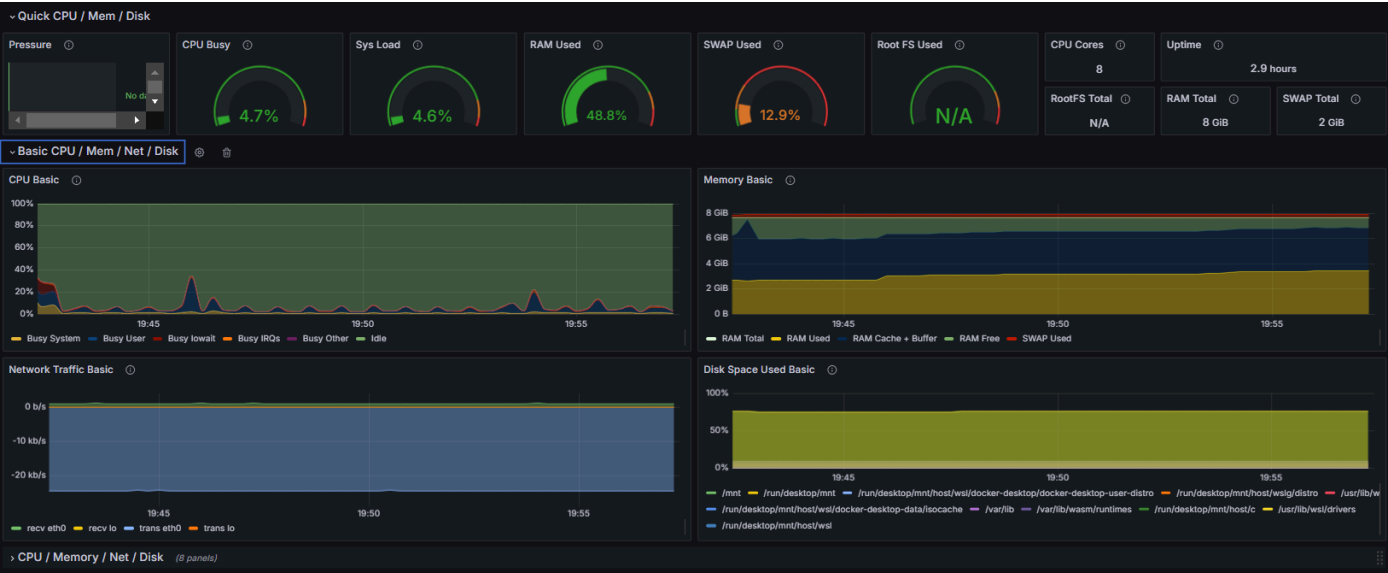 Quick CPU / Mem / Disk
Pressure
No da
CPU Busy
4.7%
Sys Load
4.6%
RAM Used
48.8%
SWAP Used
12.9%
Root FS Used
N/A
CPU Cores
8
Uptime
2.9 hours
RootFS Total
N/A
RAM Total
8 GiB
SWAP Total
2 GiB
Basic CPU / Mem / Net / Disk
CPU Basic
100%
80%
60%
40%
20%
0%
19:45 19:50 19:55
Busy System Busy User Busy Iowait Busy IRQs Busy Other Idle
Memory Basic
8 GiB
6 GiB
4 GiB
2 GiB
0 B
19:45 19:50 19:55
RAM Total RAM Used RAM Cache + Buffer RAM Free SWAP Used
Network Traffic Basic
0 b/s
-10 kb/s
-20 kb/s
19:45 19:50 19:55
recv eth0 recv lo trans eth0 trans lo
Disk Space Used Basic
100%
50%
0%
19:45 19:50 19:55
/mnt /run/desktop/mnt /run/desktop/mnt/host/wsl/docker-desktop/docker-desktop-user-distro /run/desktop/mnt/host/wslg/distro /usr/lib/w
/run/desktop/mnt/host/wsl/docker-desktop-data/isocache /var/lib /var/lib/wasm/runtimes /run/desktop/mnt/host/c /usr/lib/wsl/drivers
/run/desktop/mnt/host/wsl
CPU / Memory / Net / Disk (8 panels)